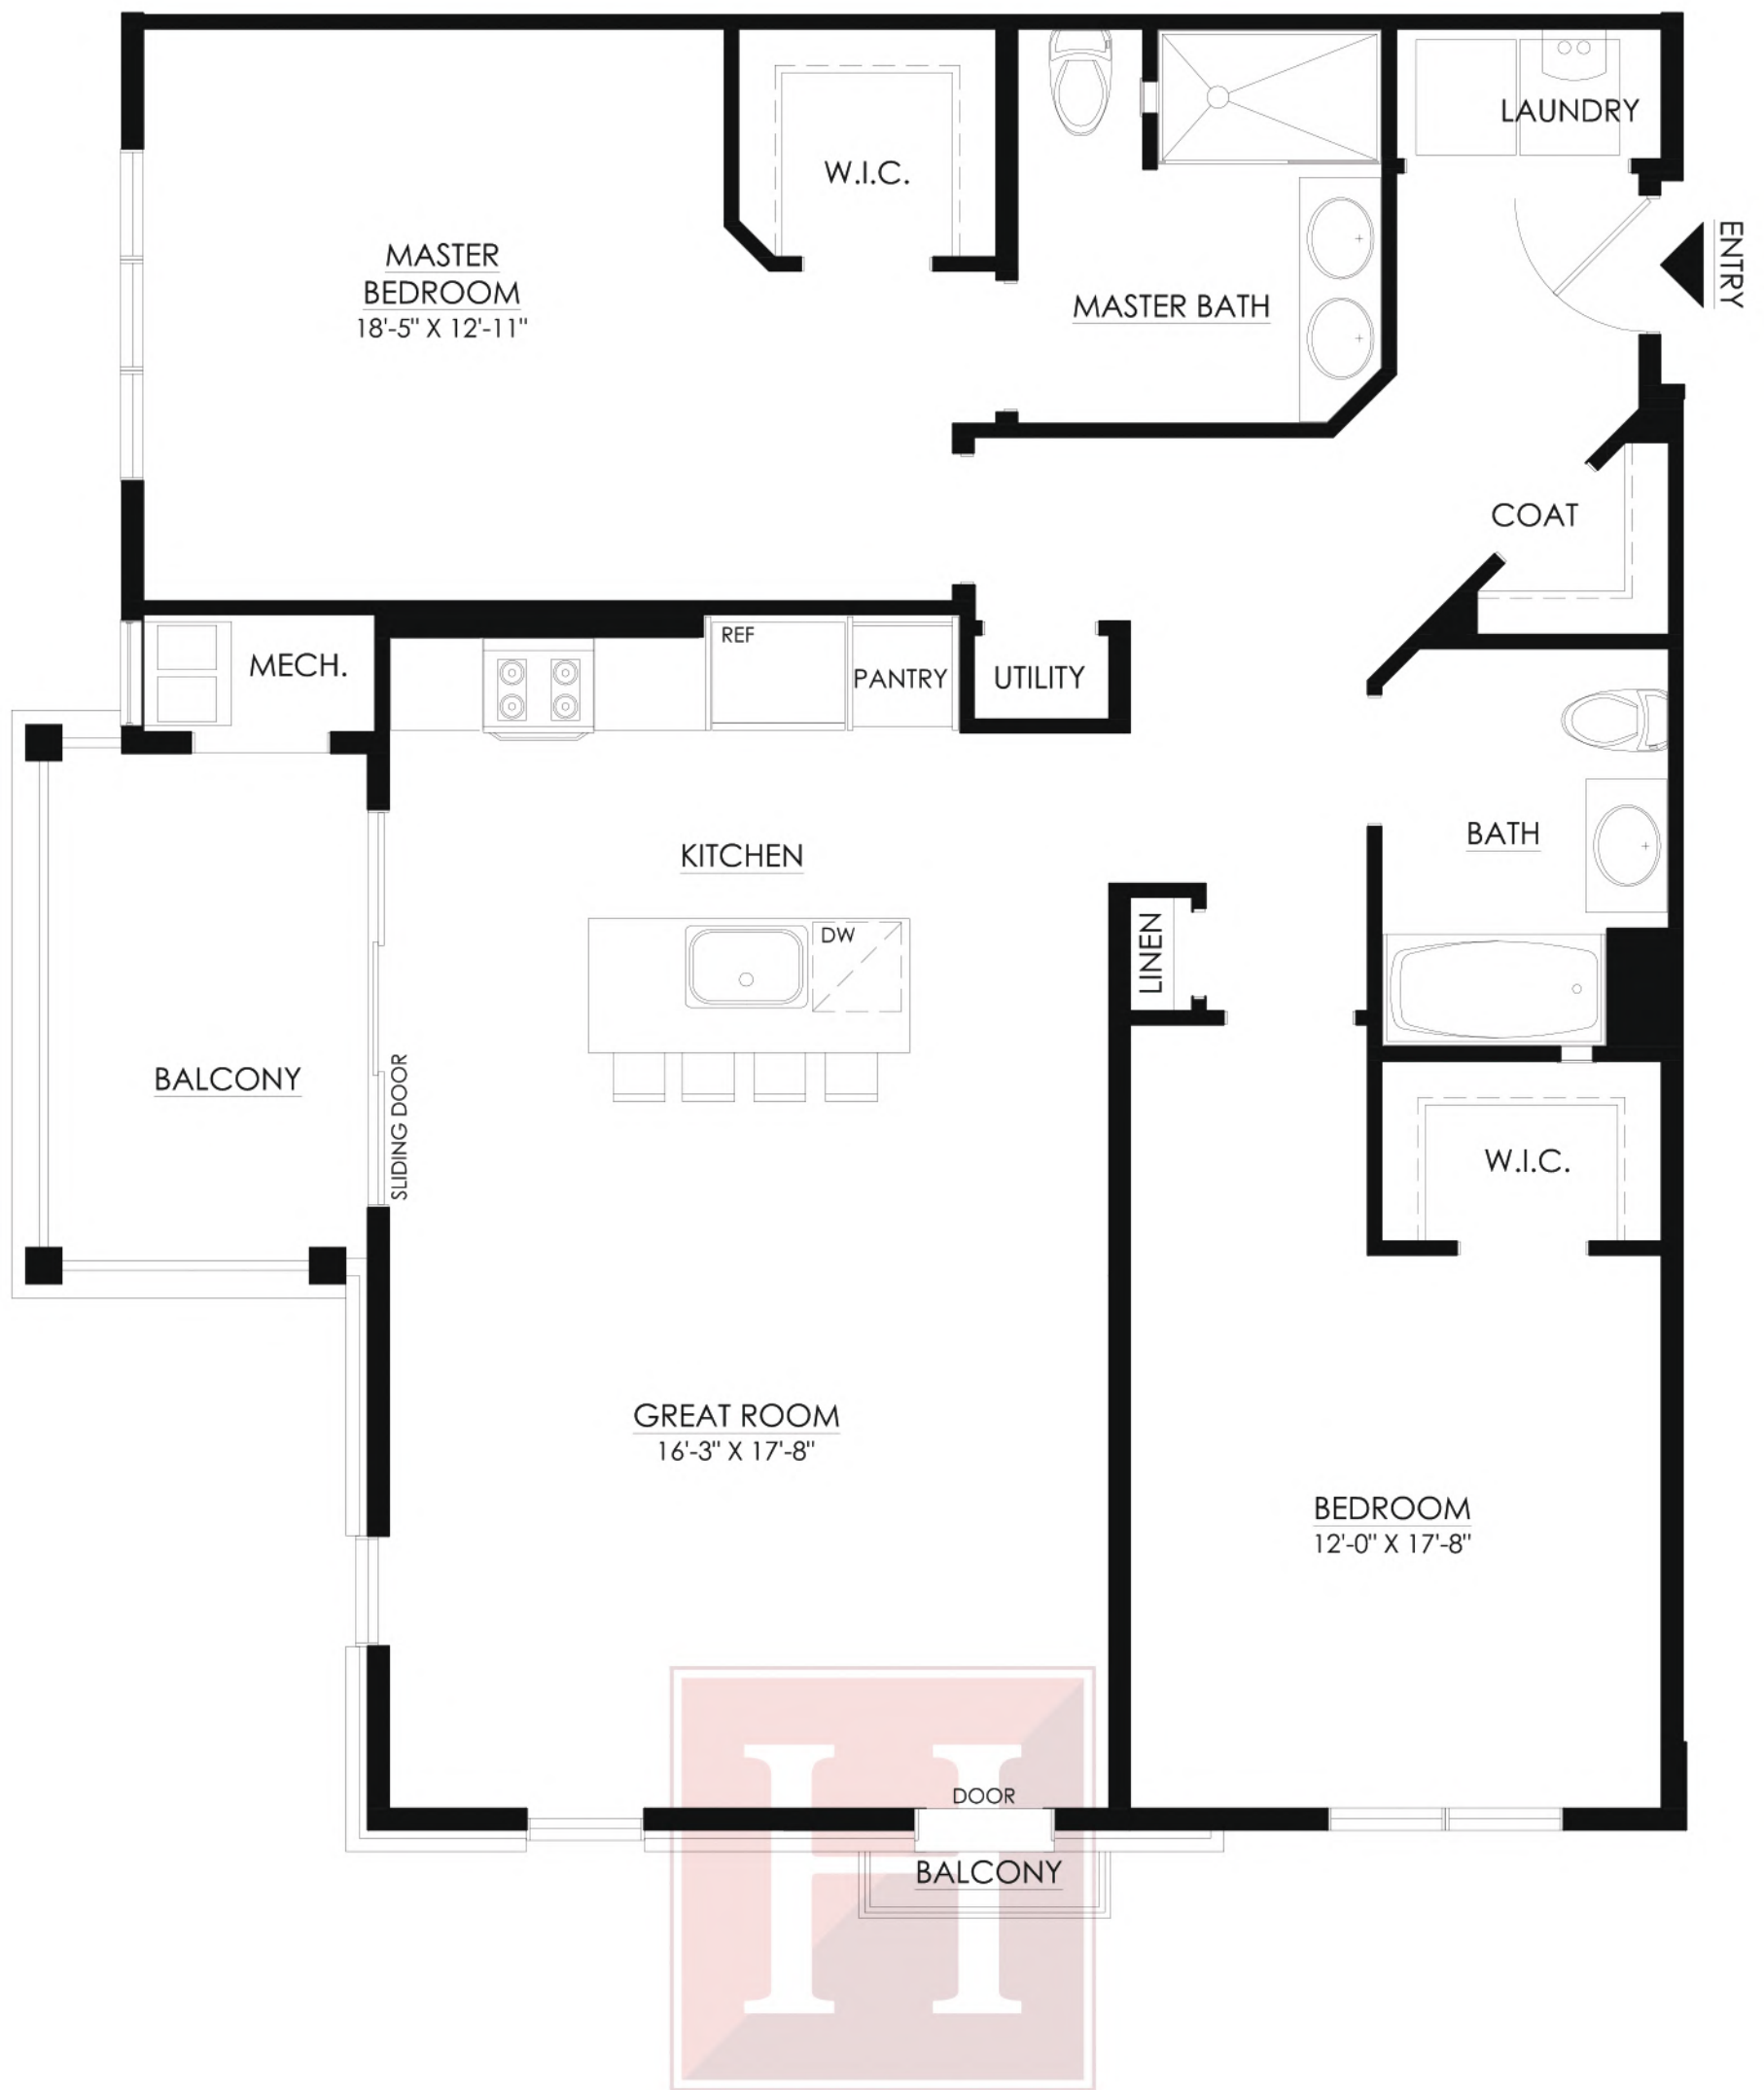 LAUNDRY
W.I.C.
ENTRY
MASTER
BEDROOM
18'-5" X 12'-11"
MASTER BATH
COAT
REF
MECH.
PANTRY
UTILITY
BATH
KITCHEN
DW
LINEN
BALCONY
SLIDING DOOR
W.I.C.
GREAT ROOM
16'-3" X 17'-8"
BEDROOM
12'-0" X 17'-8"
DOOR
BALCONY
H